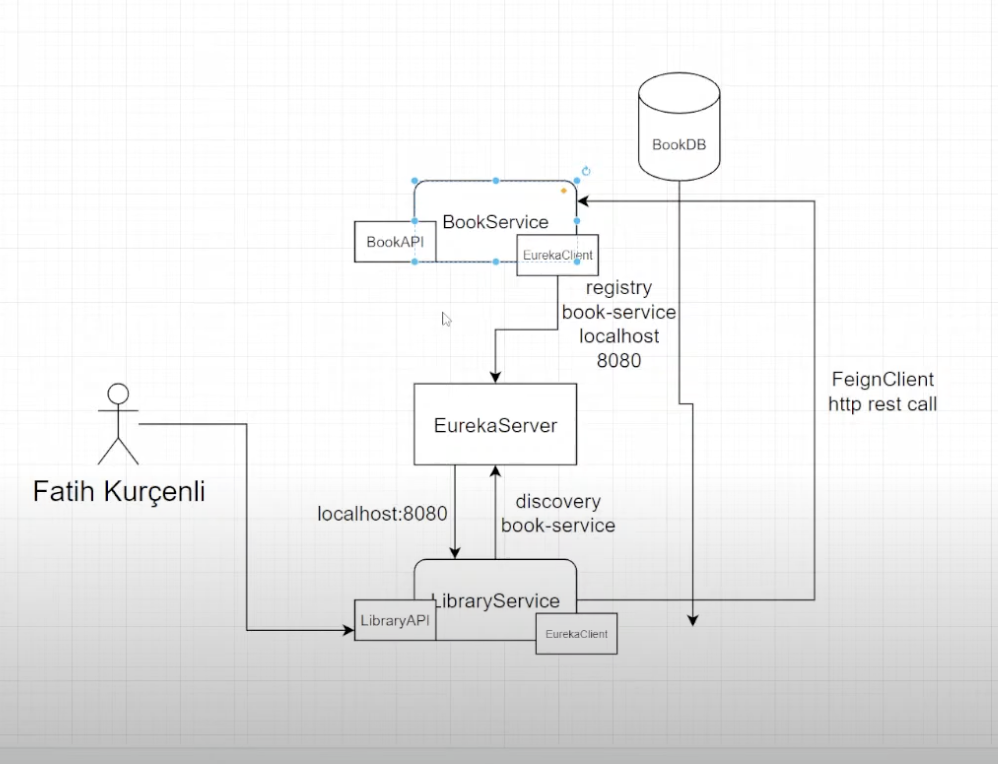 BookDB
BookService
BookAPI
EurekaClient
registry
book-service
localhost
8080
FeignClient
http rest call
EurekaServer
Fatih Kurçenli
localhost:8080
discovery
book-service
LibraryService
LibraryAPI
EurekaClient